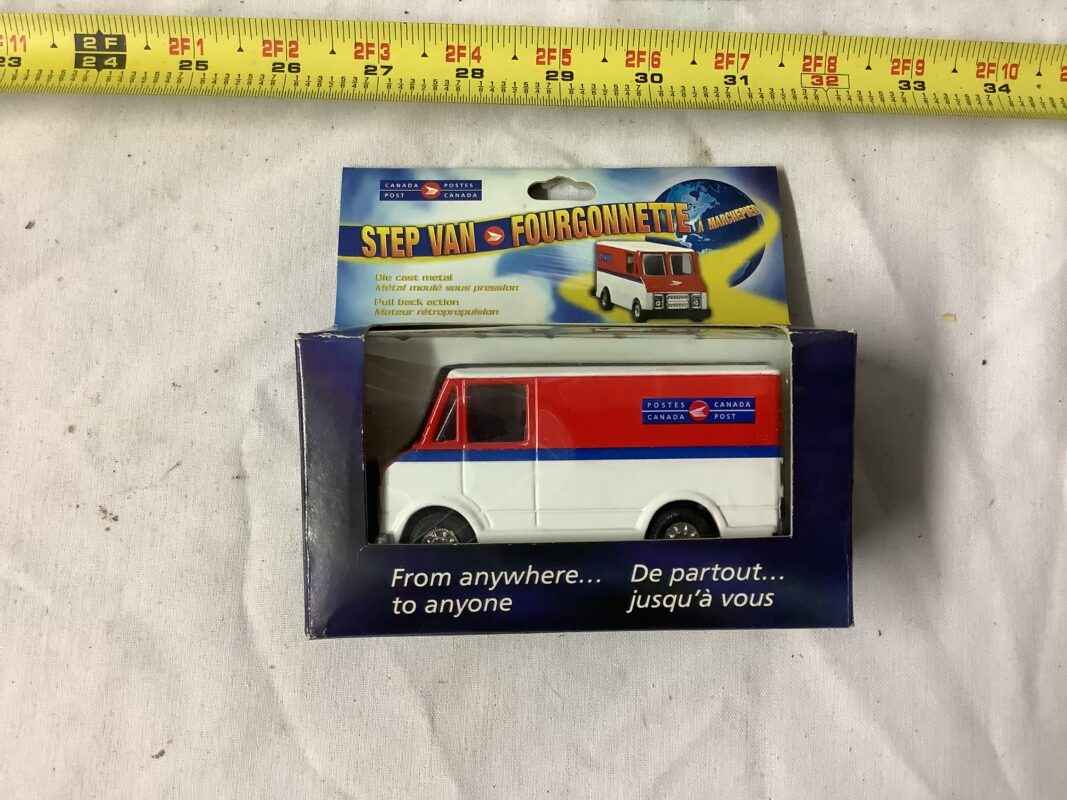 F11 2F 2F1 2F2 2F3 2F4 2F5 2F6 2F7 2F8 2F9 2F10
23 24 25 26 27 28 29 30 31 32 33 34
CANADA POSTES
POST CANADA
STEP VAN FOURGONNETTE À MARCHEPIED
Die cast metal
Métal moulé sous pression
Pull back action
Moteur rétropropulsion
POSTES CANADA
CANADA POST
From anywhere...
to anyone
De partout...
jusqu'à vous